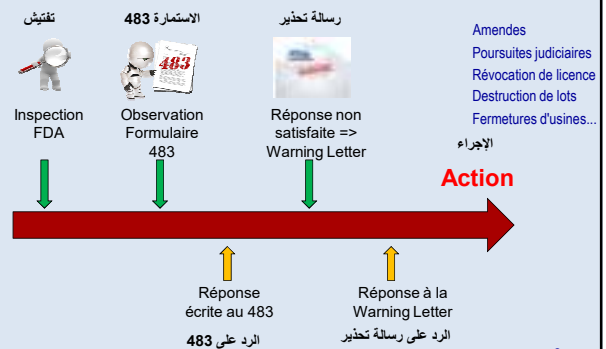 تفتيش
الاستمارة 483
رسالة تحذير
483
Inspection
FDA
Observation
Formulaire
483
Réponse non
satisfaite =>
Warning Letter
Amendes
Poursuites judiciaires
Révocation de licence
Destruction de lots
Fermetures d'usines...
الإجراء
Action
Réponse
écrite au 483
الرد على 483
Réponse à la
Warning Letter
الرد على رسالة تحذير